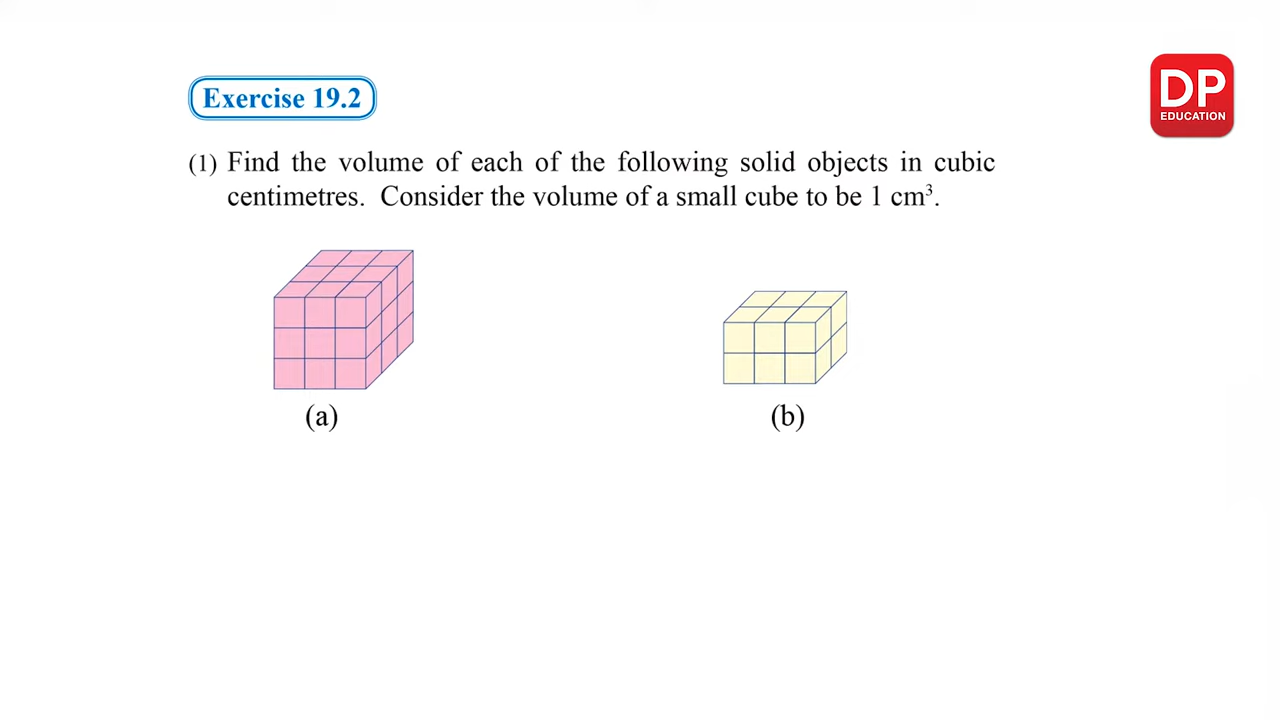 DP
EDUCATION
Exercise 19.2
(1) Find the volume of each of the following solid objects in cubic
centimetres. Consider the volume of a small cube to be 1 cm³.
(a)
(b)